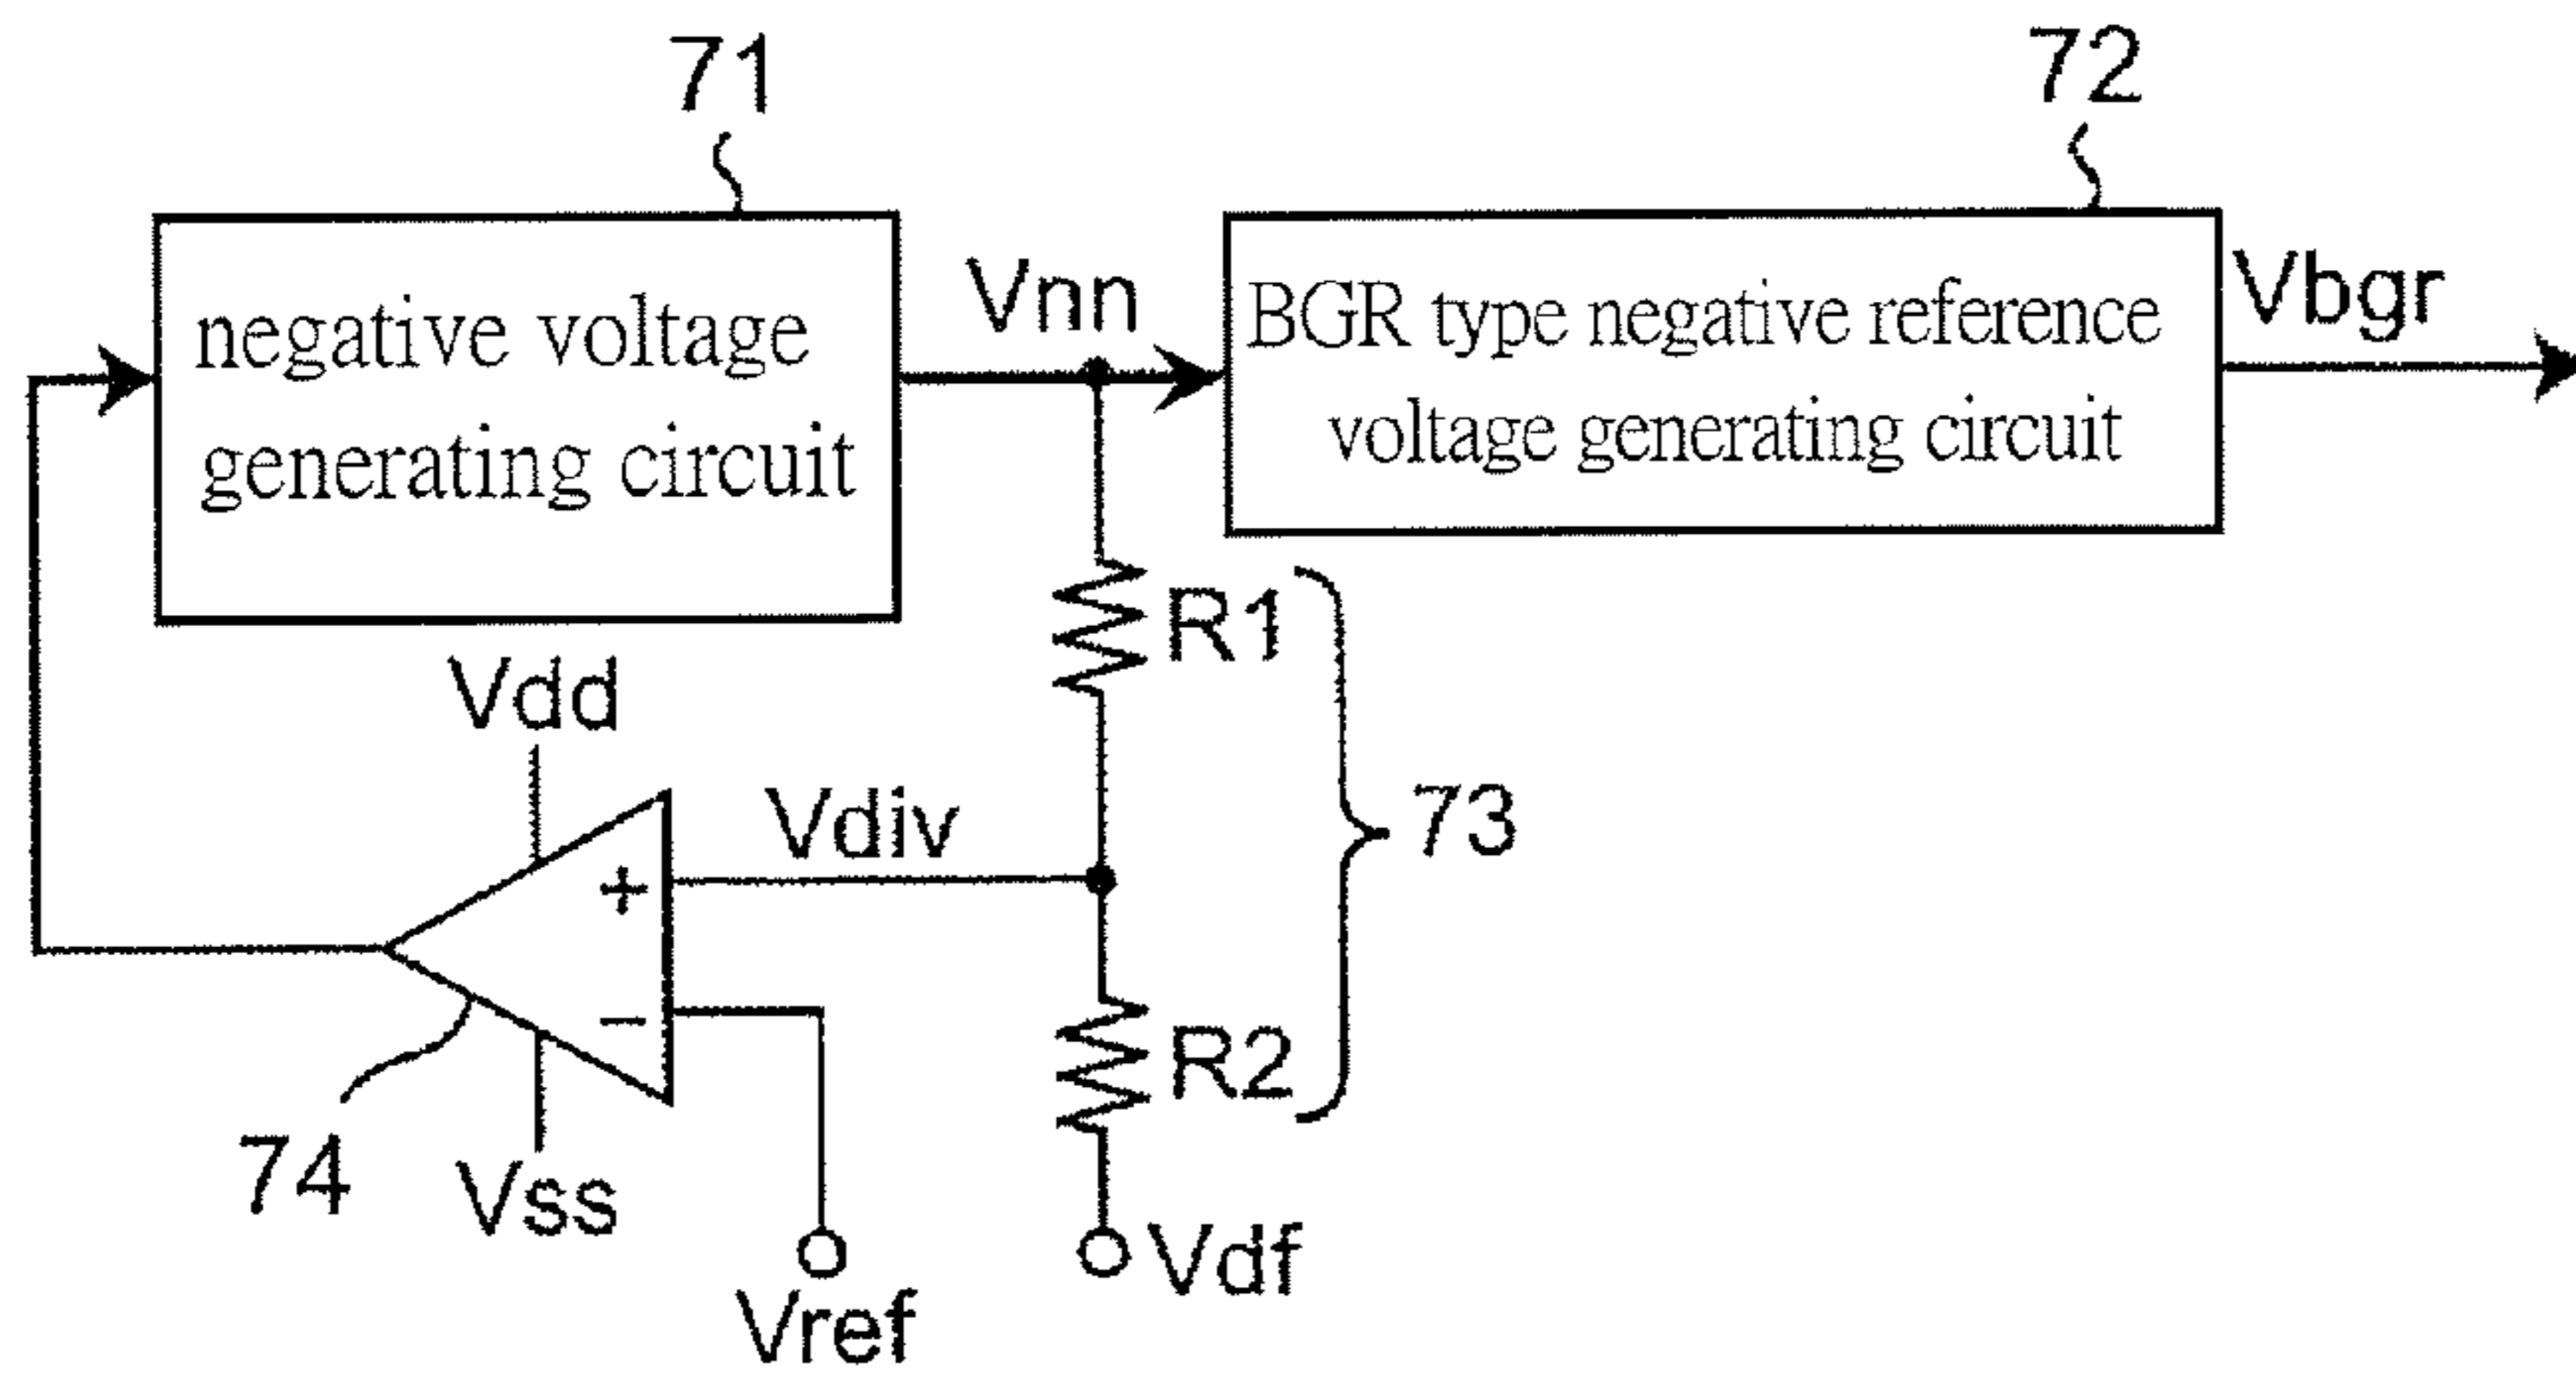 71
72
negative voltage
generating circuit
Vnn
BGR type negative reference
voltage generating circuit
Vbgr
R1
73
Vdd
Vdiv
+
−
74
Vss
R2
Vref
Vdf